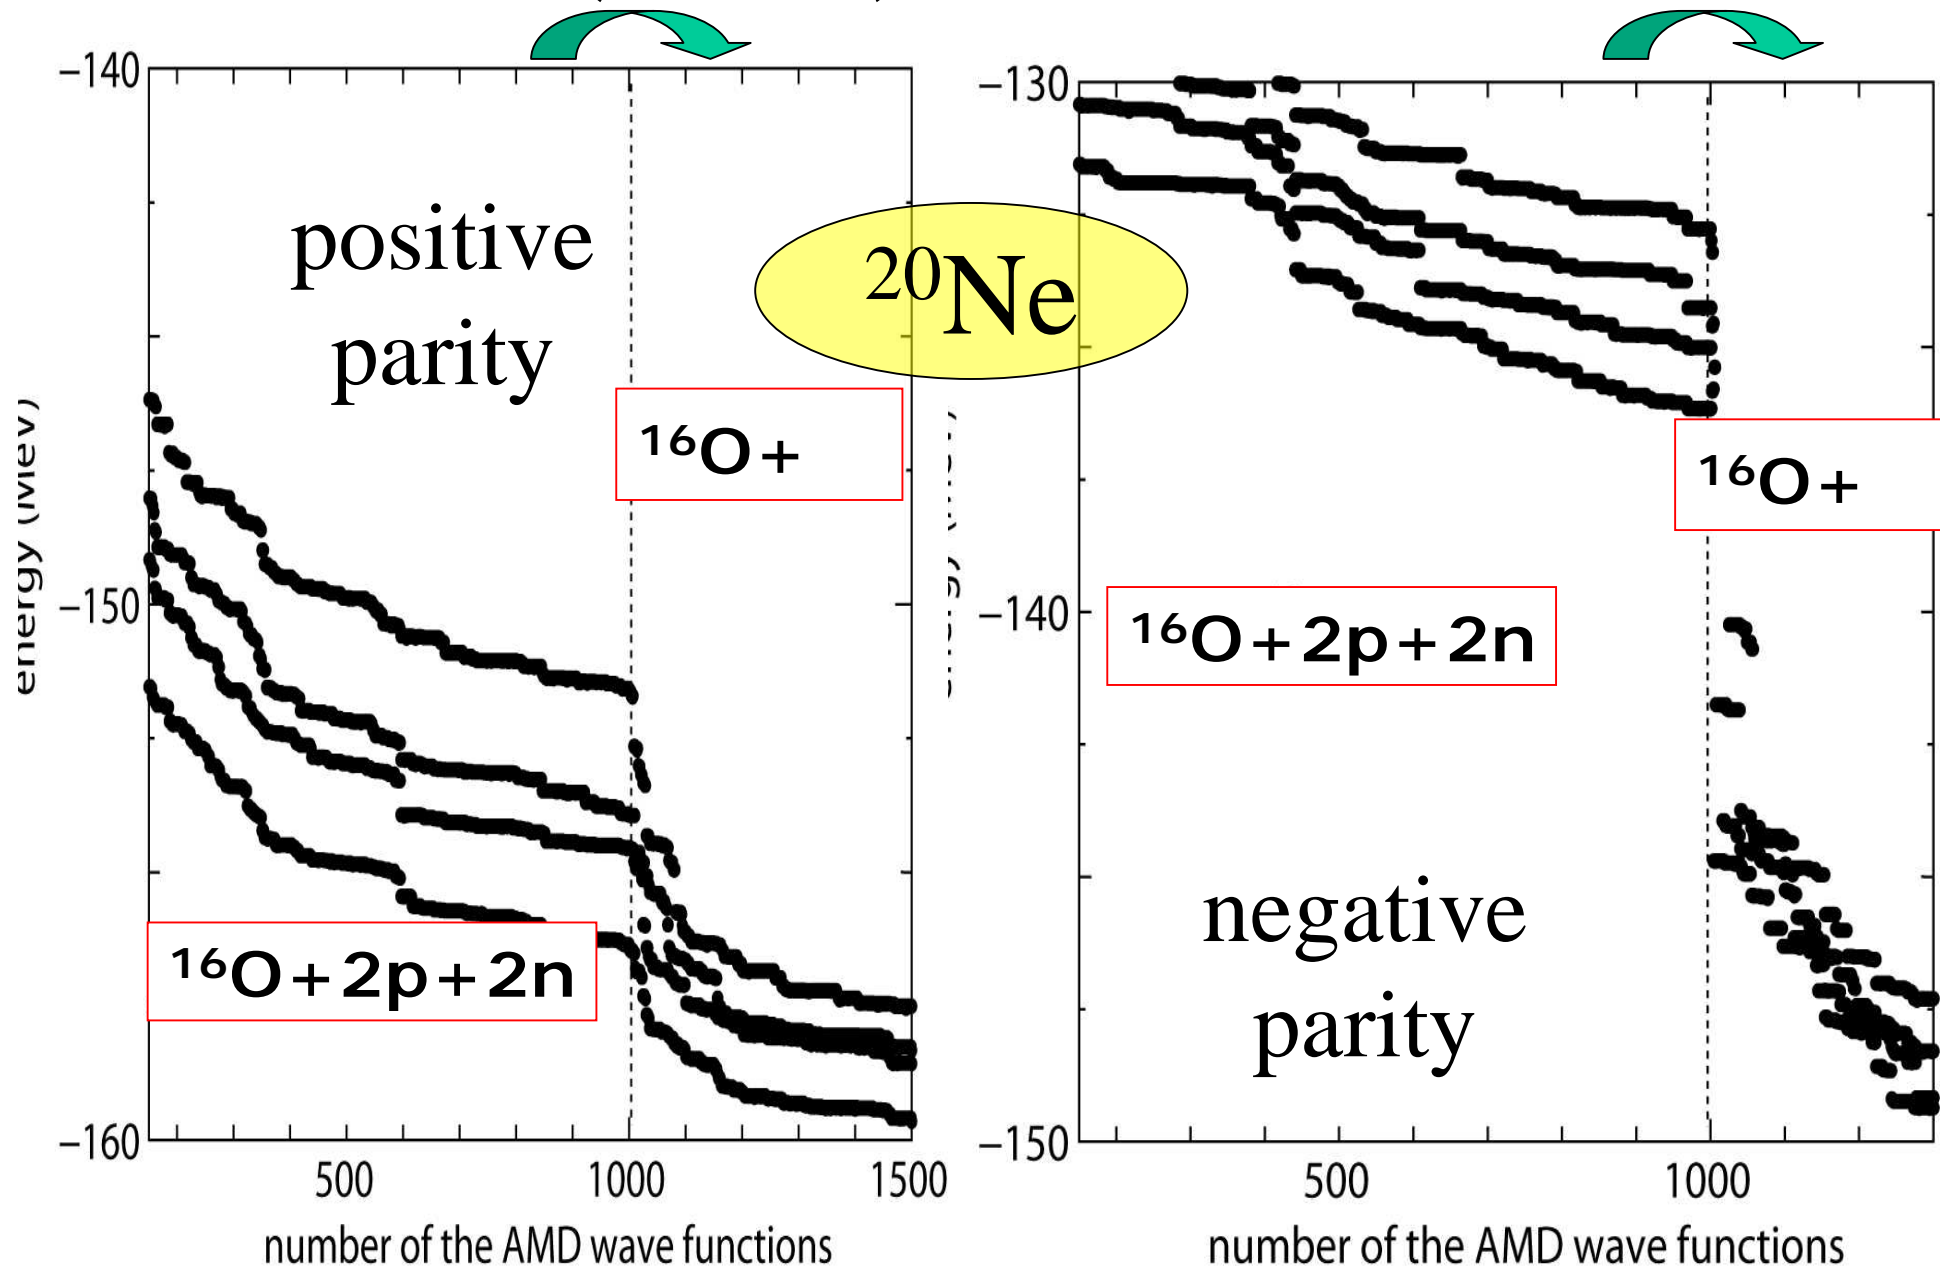 −140
−150
−160
500
1000
1500
energy (MeV)
number of the AMD wave functions
positive
parity
¹⁶O+
¹⁶O+2p+2n
²⁰Ne
−130
−140
−150
500
1000
number of the AMD wave functions
¹⁶O+
¹⁶O+2p+2n
negative
parity